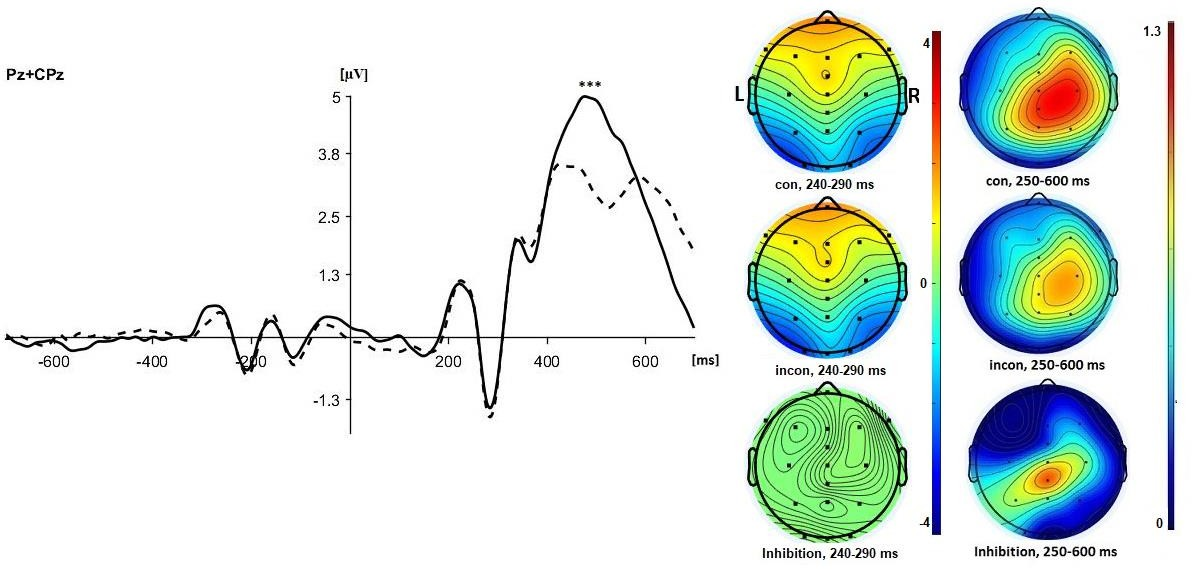 Pz+CPz
[µV]
***
5
3.8
2.5
1.3
-1.3
-600
-400
-200
200
400
600
[ms]
L
R
con, 240-290 ms
incon, 240-290 ms
Inhibition, 240-290 ms
4
0
-4
con, 250-600 ms
incon, 250-600 ms
Inhibition, 250-600 ms
1.3
0